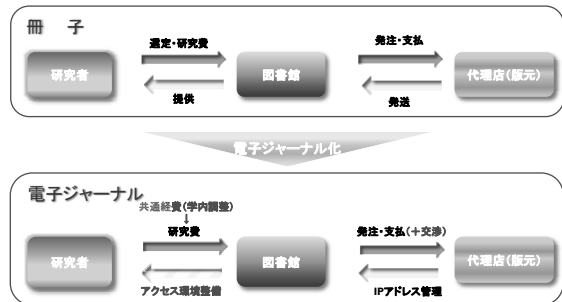 冊 子
選定・研究費
発注・支払
研究者
図書館
代理店(版元)
提供
発送
電子ジャーナル化
電子ジャーナル
共通経費(学内調整)
↓
研究費
発注・支払(+交渉)
研究者
図書館
代理店(版元)
アクセス環境整備
IPアドレス管理